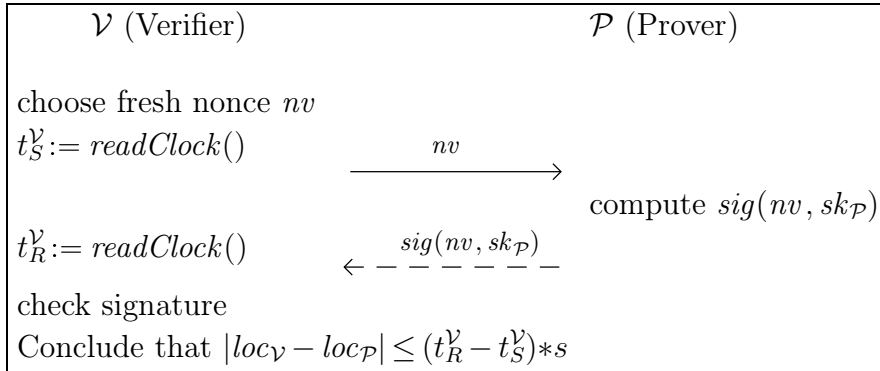 𝒱 (Verifier) 𝒫 (Prover)
choose fresh nonce nv
t_S^𝒱 := readClock()
nv
compute sig(nv, sk_𝒫)
t_R^𝒱 := readClock()
sig(nv, sk_𝒫)
check signature
Conclude that |loc_𝒱 − loc_𝒫| ≤ (t_R^𝒱 − t_S^𝒱)*s